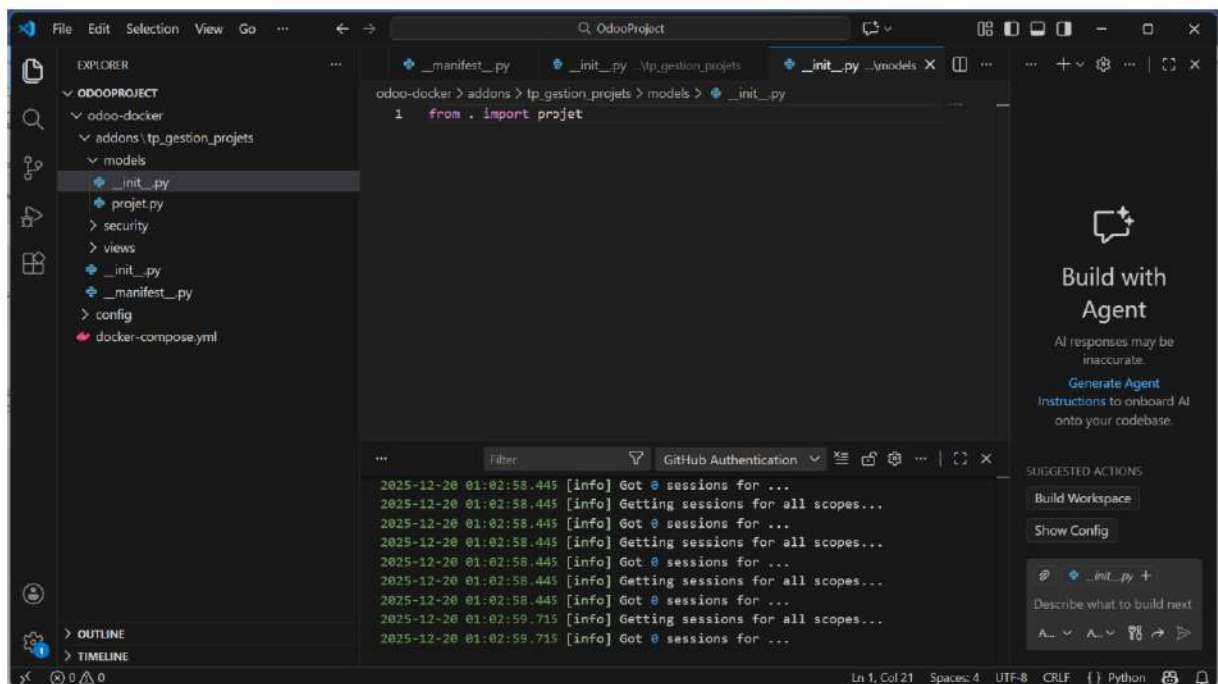 File Edit Selection View Go ... OdooProject
EXPLORER ...
ODOOPROJECT
odoo-docker
addons\tp_gestion_projets
models
__init__.py
projet.py
security
views
__init__.py
__manifest__.py
config
docker-compose.yml
OUTLINE
TIMELINE
__manifest__.py __init__.py ...\tp_gestion_projets __init__.py ...\models
odoo-docker > addons > tp_gestion_projets > models > __init__.py
1 from . import projet
... Filter GitHub Authentication ...
2025-12-20 01:02:58.445 [info] Got 0 sessions for ...
2025-12-20 01:02:58.445 [info] Getting sessions for all scopes...
2025-12-20 01:02:58.445 [info] Got 0 sessions for ...
2025-12-20 01:02:58.445 [info] Getting sessions for all scopes...
2025-12-20 01:02:58.445 [info] Got 0 sessions for ...
2025-12-20 01:02:58.445 [info] Getting sessions for all scopes...
2025-12-20 01:02:58.445 [info] Got 0 sessions for ...
2025-12-20 01:02:59.715 [info] Getting sessions for all scopes...
2025-12-20 01:02:59.715 [info] Got 0 sessions for ...
Build with
Agent
AI responses may be
inaccurate.
Generate Agent
Instructions to onboard AI
onto your codebase.
SUGGESTED ACTIONS
Build Workspace
Show Config
__init__.py +
Describe what to build next
A... A...
0 0 Ln 1, Col 21 Spaces: 4 UTF-8 CRLF {} Python